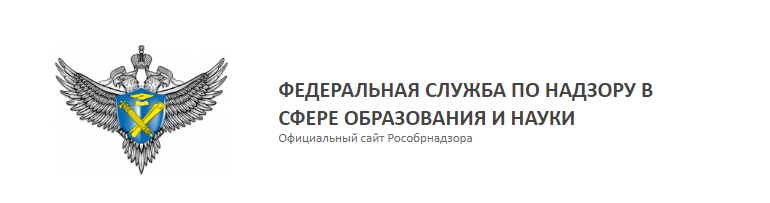 ФЕДЕРАЛЬНАЯ СЛУЖБА ПО НАДЗОРУ В
СФЕРЕ ОБРАЗОВАНИЯ И НАУКИ
Официальный сайт Рособрнадзора